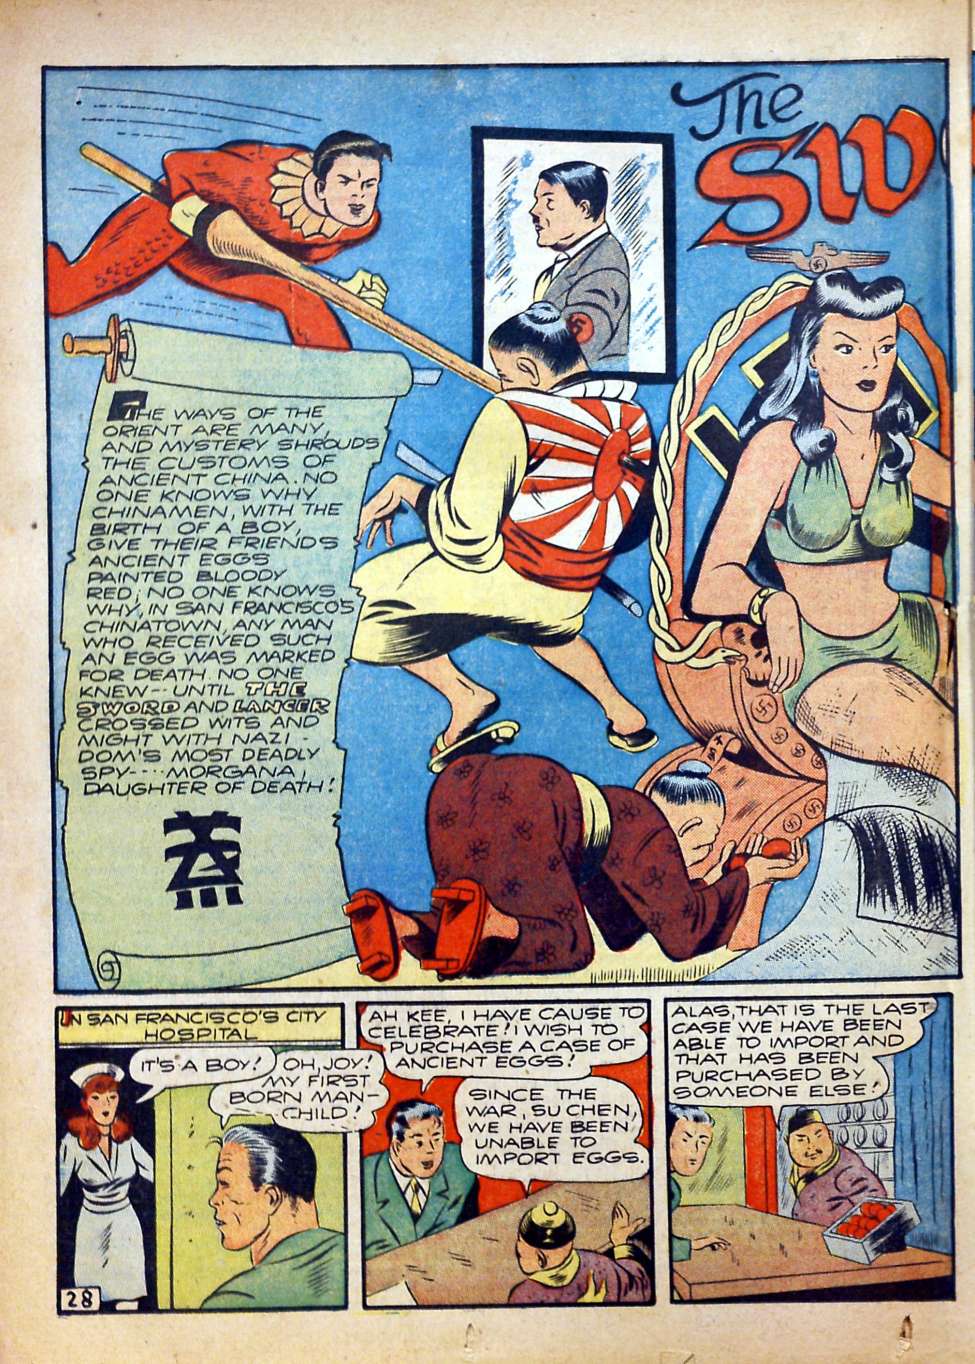 The
SW
THE WAYS OF THE
ORIENT ARE MANY,
AND MYSTERY SHROUDS
THE CUSTOMS OF
ANCIENT CHINA. NO
ONE KNOWS WHY
CHINAMEN, WITH THE
BIRTH OF A BOY,
GIVE THEIR FRIENDS
ANCIENT EGGS
PAINTED BLOODY
RED; NO ONE KNOWS
WHY, IN SAN FRANCISCO'S
CHINATOWN, ANY MAN
WHO RECEIVED SUCH
AN EGG WAS MARKED
FOR DEATH. NO ONE
KNEW--UNTIL THE
SWORD AND LANCER
CROSSED WITS AND
MIGHT WITH NAZI-
DOM'S MOST DEADLY
SPY----MORGANA,
DAUGHTER OF DEATH!
IN SAN FRANCISCO'S CITY
HOSPITAL
IT'S A BOY!
OH, JOY!
MY FIRST
BORN MAN-
CHILD!
28
AH KEE, I HAVE CAUSE TO
CELEBRATE! I WISH TO
PURCHASE A CASE OF
ANCIENT EGGS!
SINCE THE
WAR, SU CHEN,
WE HAVE BEEN
UNABLE TO
IMPORT EGGS.
ALAS, THAT IS THE LAST
CASE WE HAVE BEEN
ABLE TO IMPORT AND
THAT HAS BEEN
PURCHASED BY
SOMEONE ELSE!